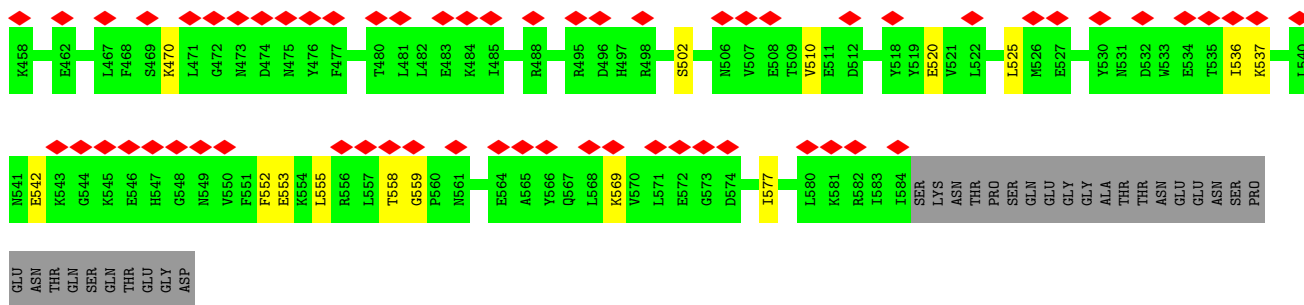 K458 E462 L467 F468 S469 K470 L471 G472 N473 D474 N475 Y476 F477 T480 L481 L482 E483 K484 I485 R488 R495 D496 H497 R498 S502 N506 V507 E508 T509 V510 E511 D512 Y518 Y519 E520 V521 L522 L525 M526 E527 Y530 N531 D532 W533 E534 T535 I536 K537
N541 E542 K543 G544 K545 E546 H547 G548 N549 V550 F551 F552 E553 K554 L555 R556 L557 T558 G559 P560 N561 E564 A565 Y566 Q567 L568 K569 V570 L571 E572 G573 D574 I577 L580 K581 R582 I583 I584 SER LYS ASN THR PRO SER GLN GLU GLY GLY ALA THR THR ASN GLU GLU ASN SER PRO
GLU ASN THR GLN SER GLN THR GLU GLY ASP